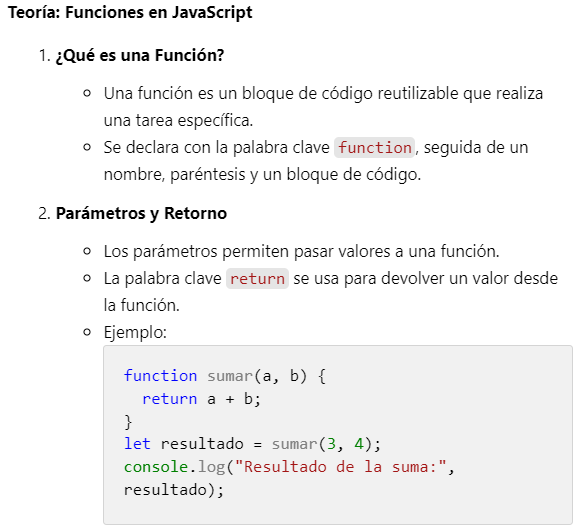 Teoría: Funciones en JavaScript
1. ¿Qué es una Función?
Una función es un bloque de código reutilizable que realiza
una tarea específica.
Se declara con la palabra clave function, seguida de un
nombre, paréntesis y un bloque de código.
2. Parámetros y Retorno
Los parámetros permiten pasar valores a una función.
La palabra clave return se usa para devolver un valor desde
la función.
Ejemplo:
function sumar(a, b) {
  return a + b;
}
let resultado = sumar(3, 4);
console.log("Resultado de la suma:",
resultado);